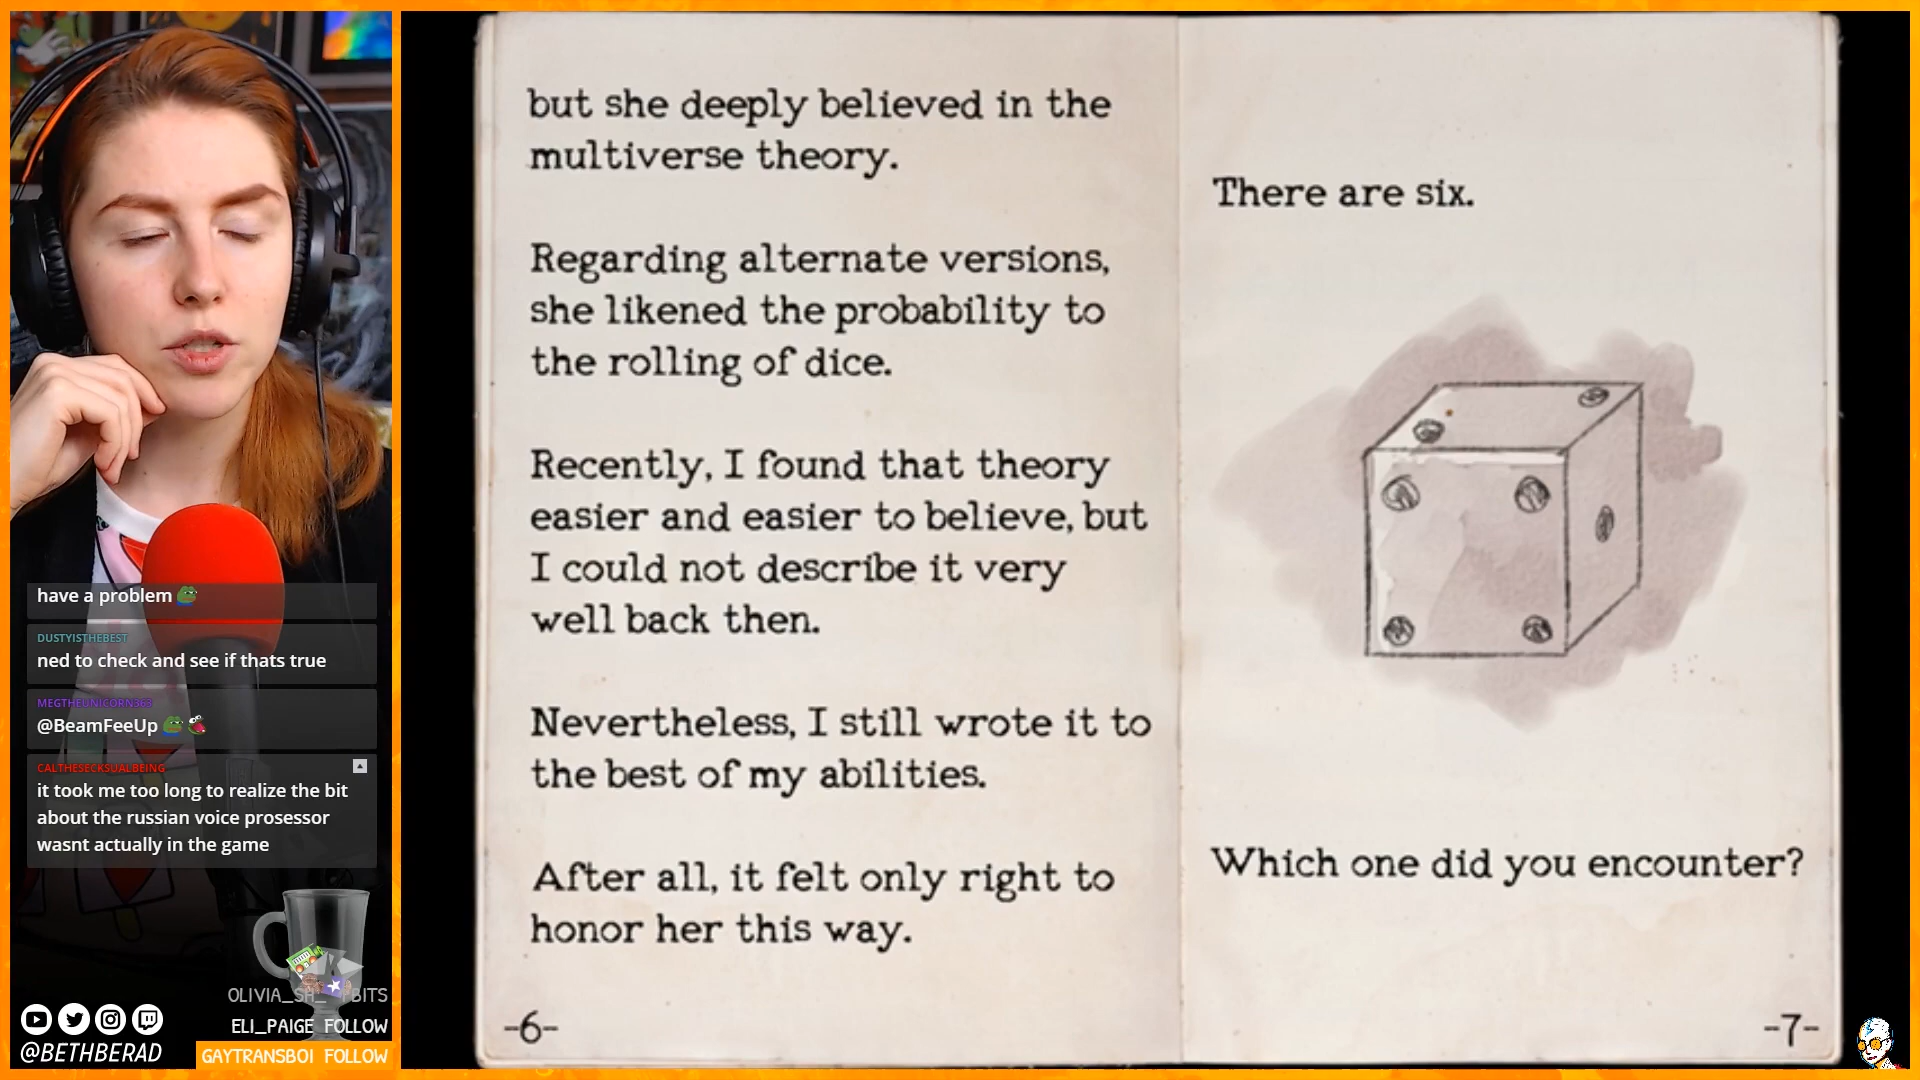 but she deeply believed in the
multiverse theory.
Regarding alternate versions,
she likened the probability to
the rolling of dice.
Recently, I found that theory
easier and easier to believe, but
I could not describe it very
well back then.
Nevertheless, I still wrote it to
the best of my abilities.
After all, it felt only right to
honor her this way.
-6-
There are six.
Which one did you encounter?
-7-
have a problem
DUSTYISTHEBEST
ned to check and see if thats true
MEGTHEUNICORN363
@BeamFeeUp
CALTHESECKSUALBEING
it took me too long to realize the bit
about the russian voice prosessor
wasnt actually in the game
BITS
ELI_PAIGE FOLLOW
@BETHBERAD
GAYTRANSBOI FOLLOW